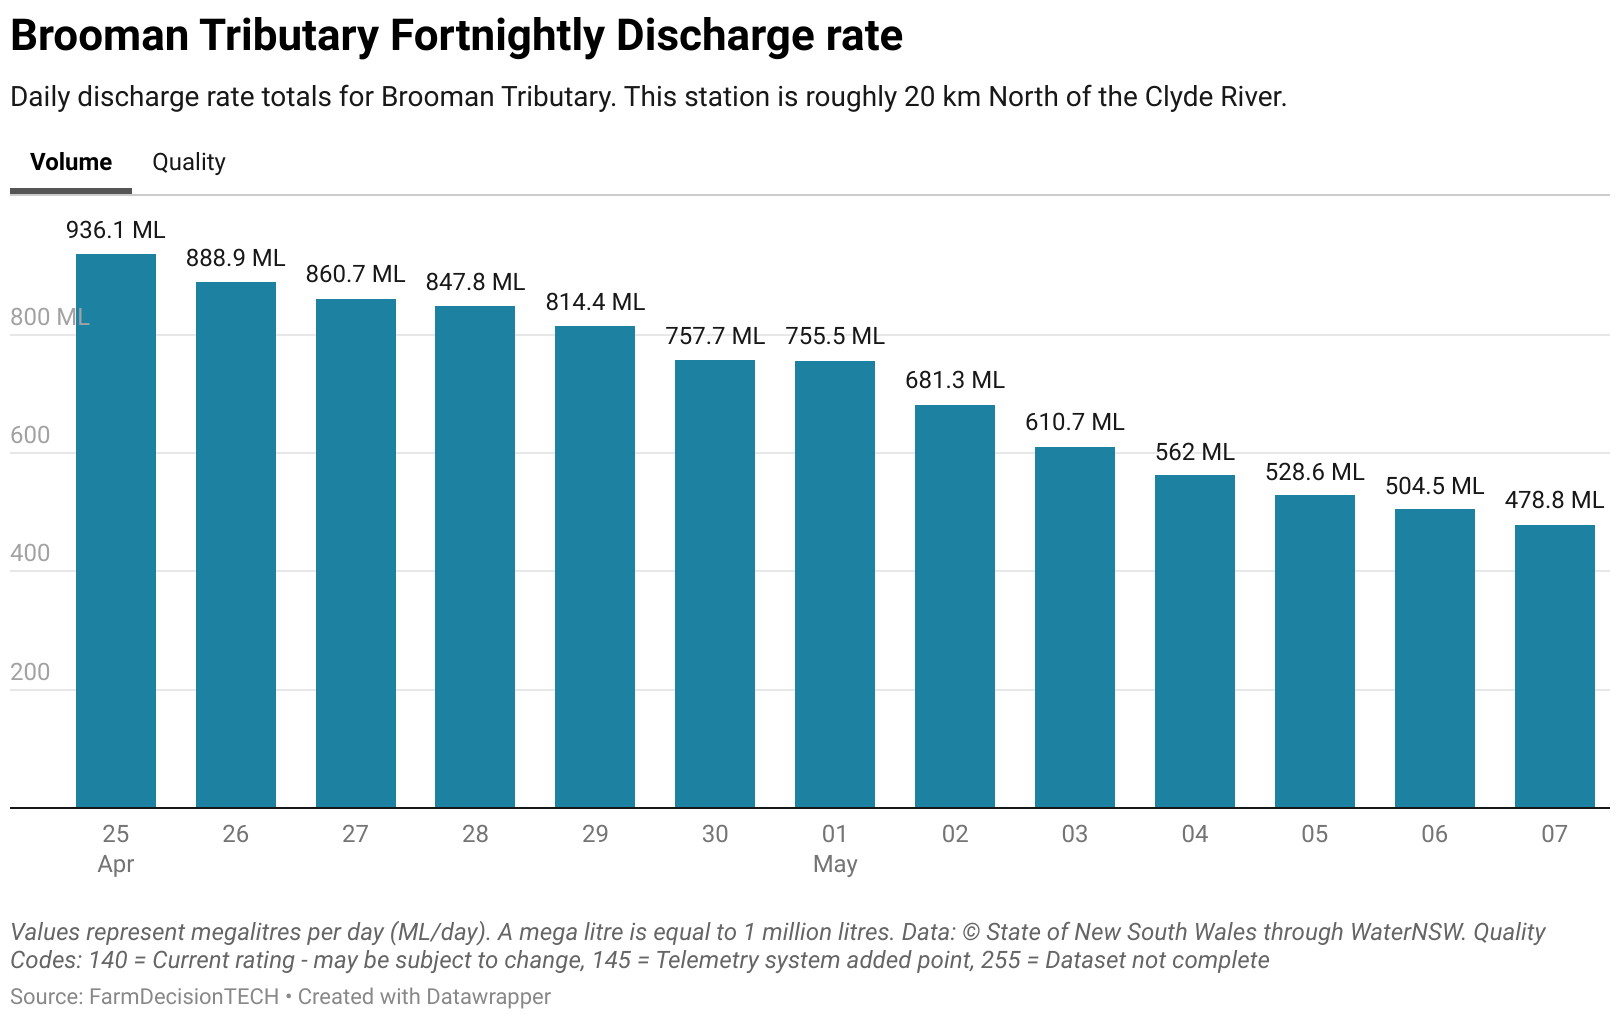 Brooman Tributary Fortnightly Discharge rate
Daily discharge rate totals for Brooman Tributary. This station is roughly 20 km North of the Clyde River.
Volume Quality
936.1 ML
888.9 ML
860.7 ML
847.8 ML
814.4 ML
757.7 ML
755.5 ML
681.3 ML
610.7 ML
562 ML
528.6 ML
504.5 ML
478.8 ML
800 ML
600
400
200
25 26 27 28 29 30 01 02 03 04 05 06 07
Apr May
Values represent megalitres per day (ML/day). A mega litre is equal to 1 million litres. Data: © State of New South Wales through WaterNSW. Quality
Codes: 140 = Current rating - may be subject to change, 145 = Telemetry system added point, 255 = Dataset not complete
Source: FarmDecisionTECH • Created with Datawrapper